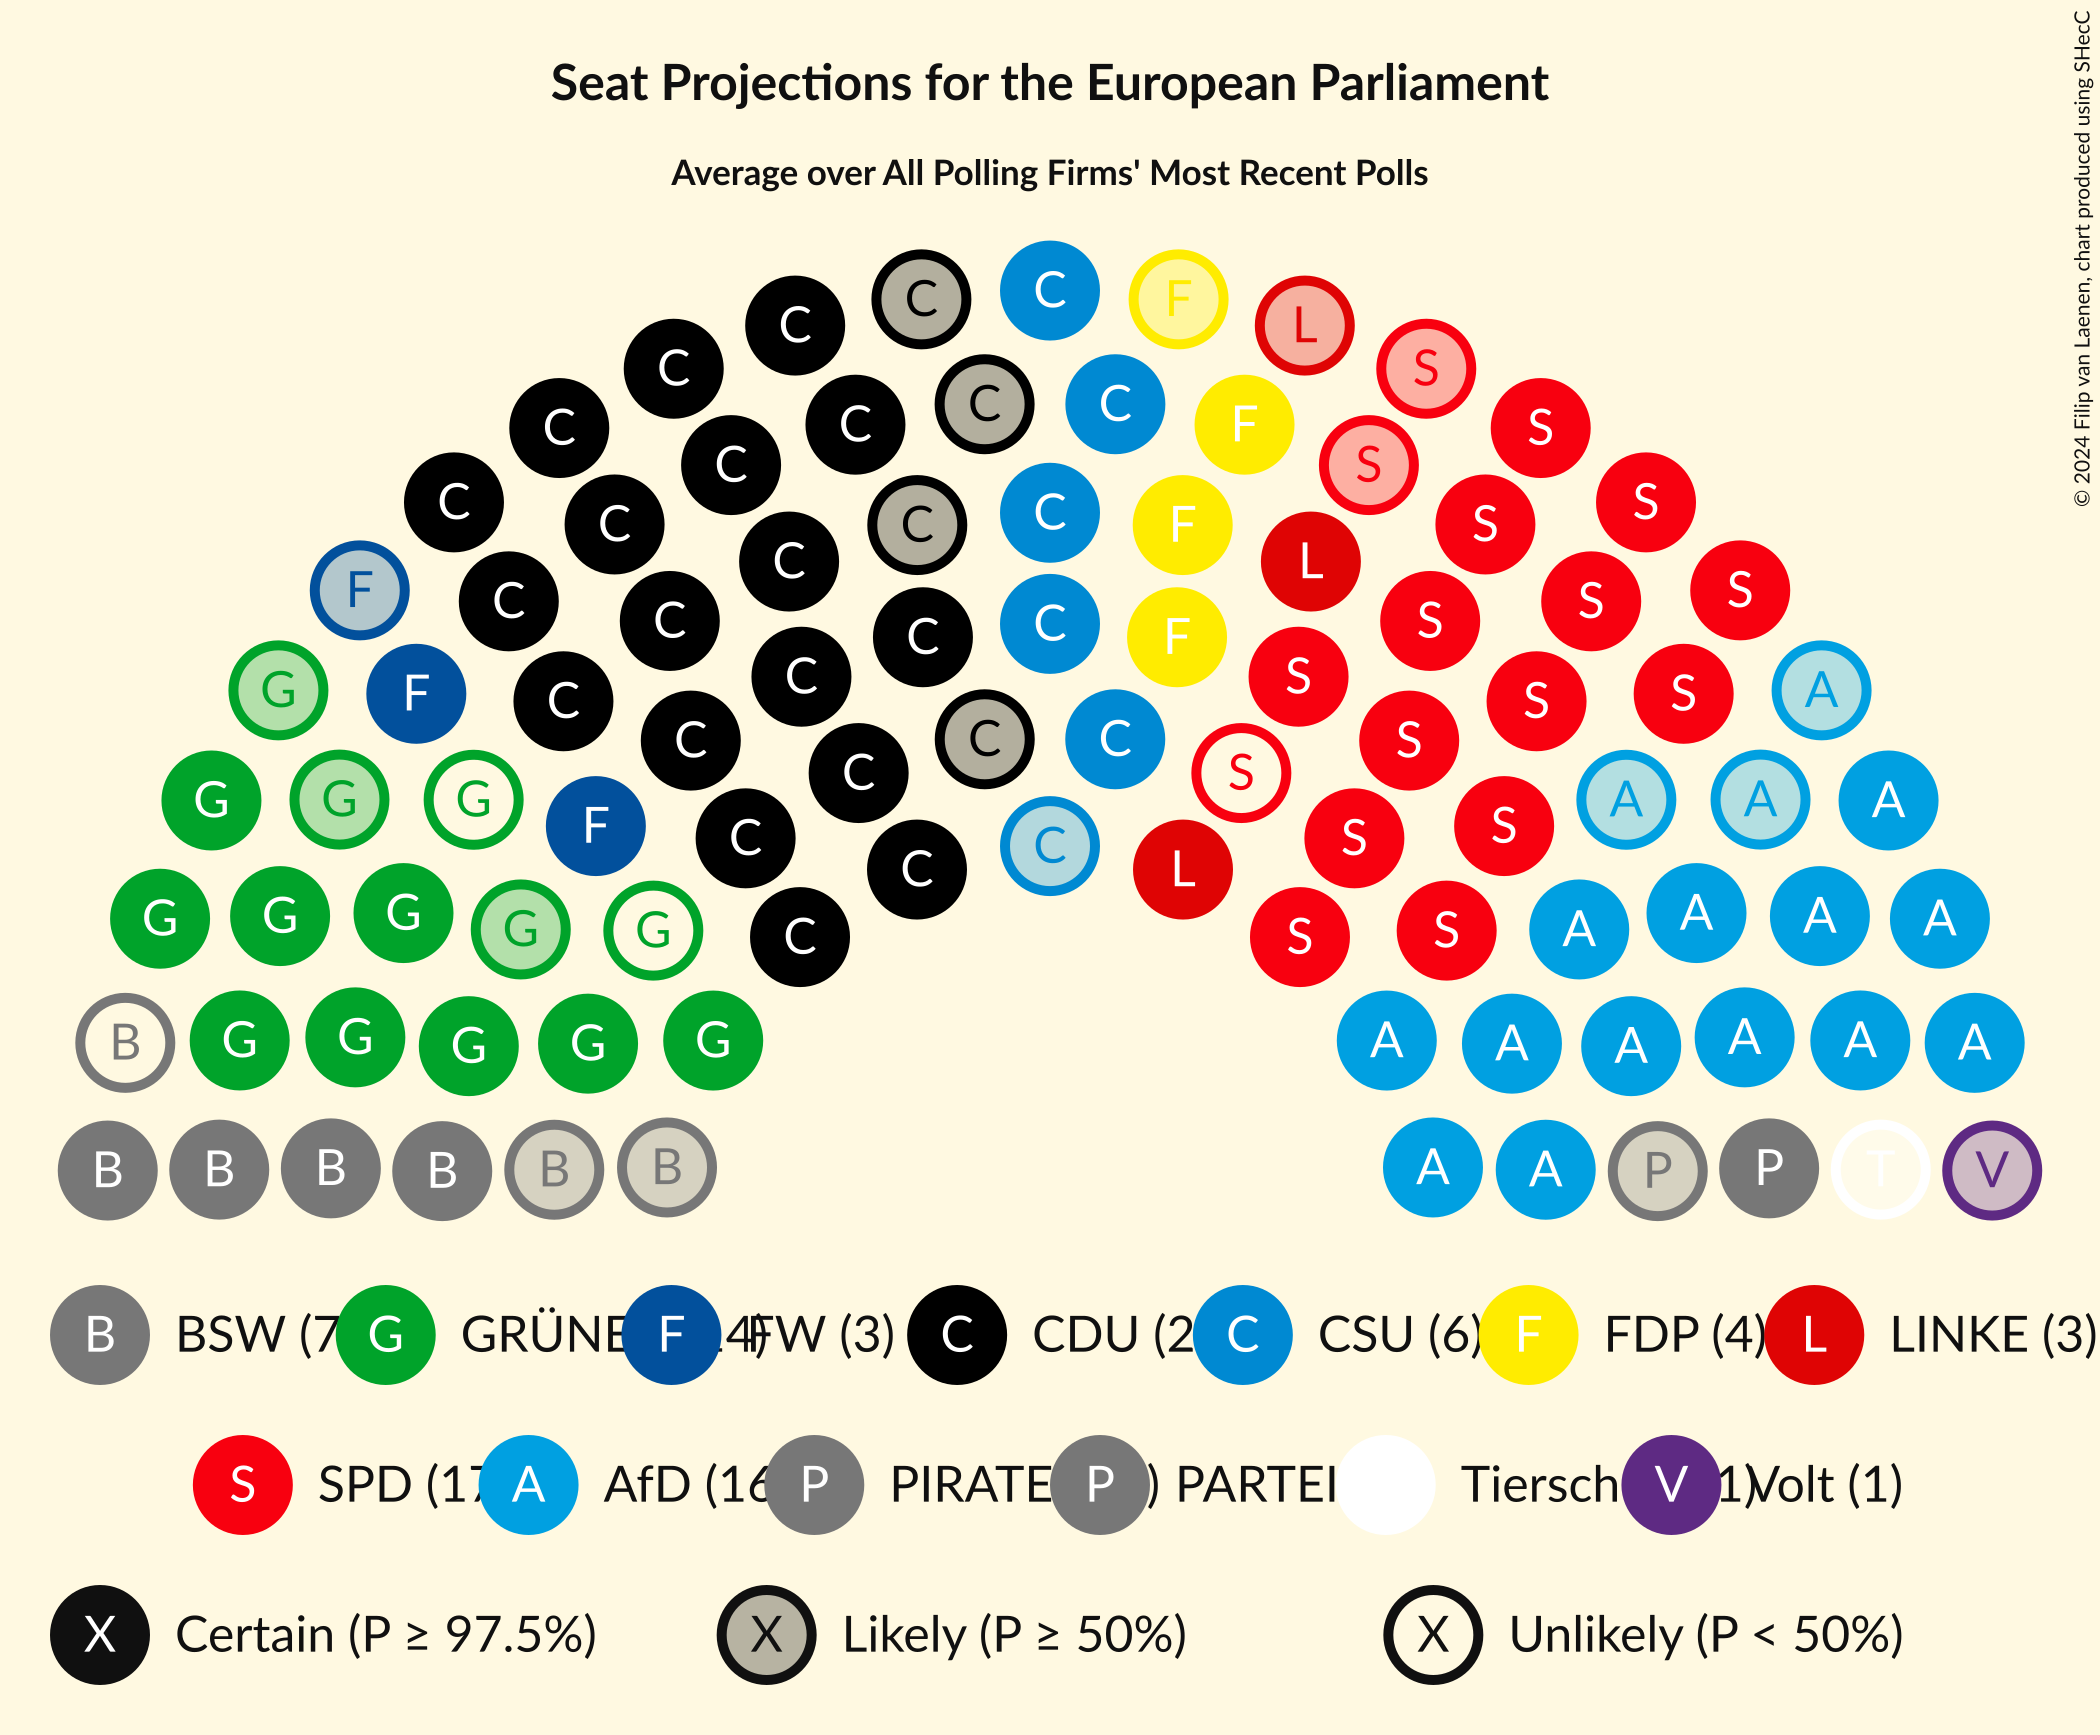 Seat Projections for the European Parliament
Average over All Polling Firms' Most Recent Polls
© 2024 Filip van Laenen, chart produced using SHecC
C C C C C F L S S
C C C C F S S S
C C C C F L S S S
F C C C C F S S S
G F C C C C C S S S S S A
G G G F C C C S S S S A A A
G G G G G C C C L S S A A A A
B G G G G G A A A A A A
B B B B B B A A P P T V
B BSW (7 G GRÜNE 4) F FW (3) C CDU (2 C CSU (6) F FDP (4) L LINKE (3)
S SPD (17 A AfD (16 P PIRATE P ) PARTEI Tiersch 1) V Volt (1)
X Certain (P ≥ 97.5%) X Likely (P ≥ 50%) X Unlikely (P < 50%)